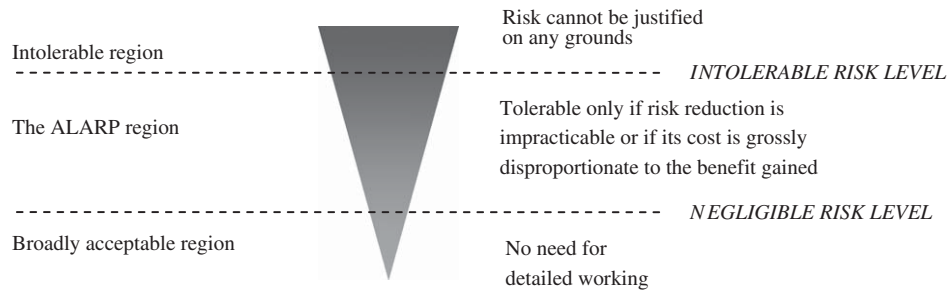 Risk cannot be justified
on any grounds
Intolerable region
INTOLERABLE RISK LEVEL
The ALARP region
Tolerable only if risk reduction is
impracticable or if its cost is grossly
disproportionate to the benefit gained
NEGLIGIBLE RISK LEVEL
Broadly acceptable region
No need for
detailed working